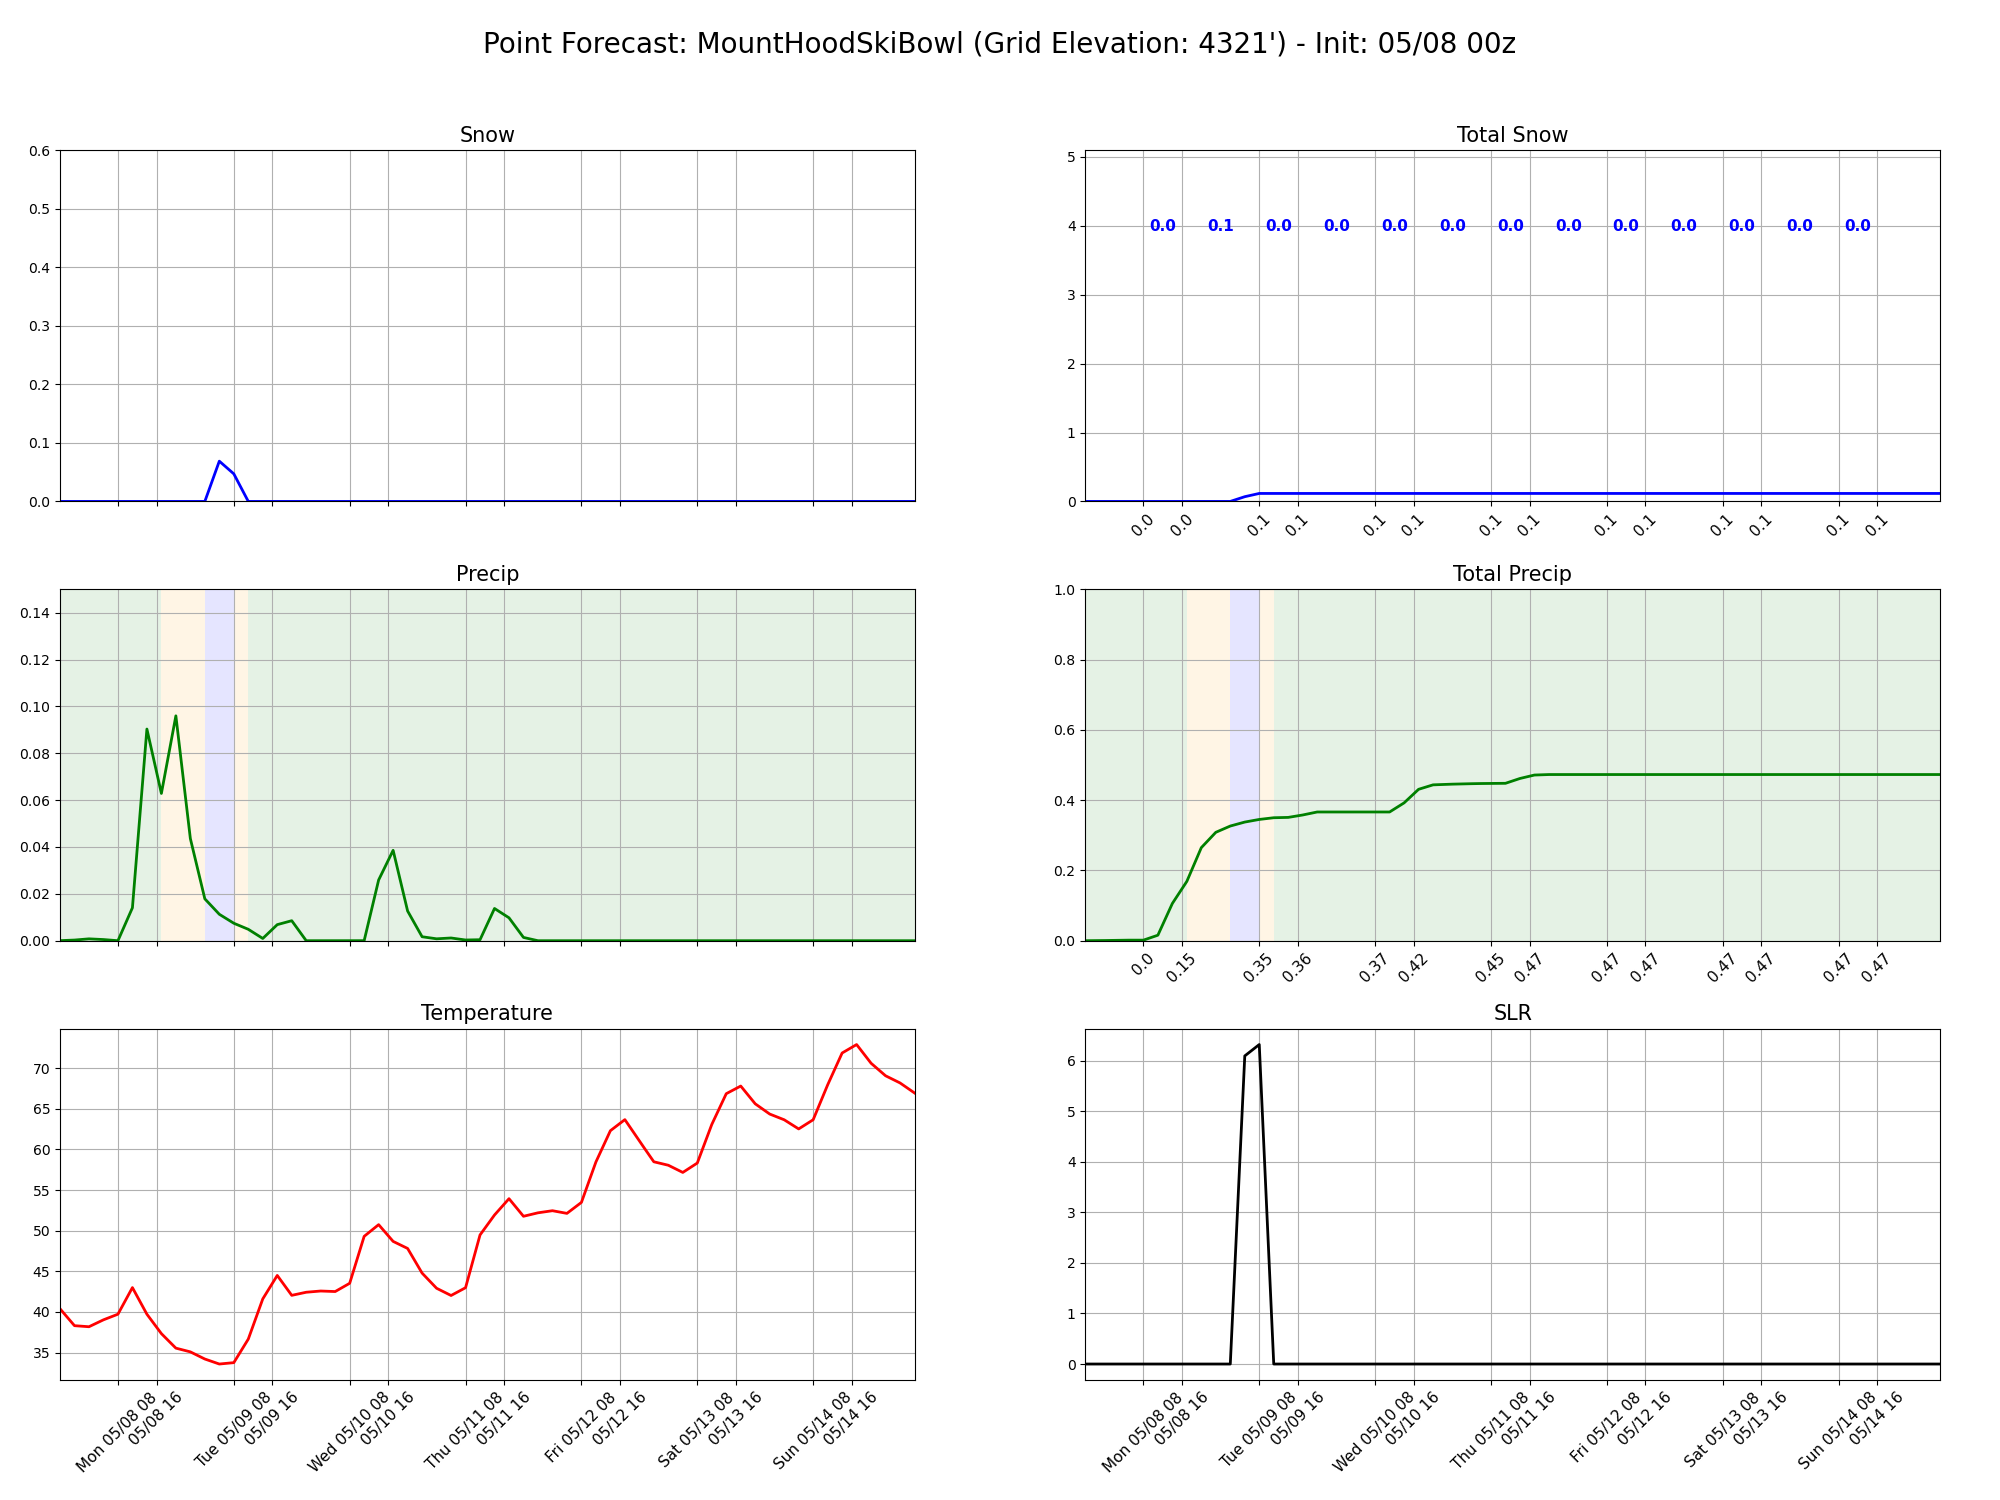 Point Forecast: MountHoodSkiBowl (Grid Elevation: 4321') - Init: 05/08 00z
Snow
0.6
0.5
0.4
0.3
0.2
0.1
0.0
Total Snow
5
4
3
2
1
0
0.0 0.1 0.0 0.0 0.0 0.0 0.0 0.0 0.0 0.0 0.0 0.0 0.0
0.0 0.0 0.1 0.1 0.1 0.1 0.1 0.1 0.1 0.1 0.1 0.1 0.1 0.1
Precip
0.14
0.12
0.10
0.08
0.06
0.04
0.02
0.00
Total Precip
1.0
0.8
0.6
0.4
0.2
0.0
0.0 0.15 0.35 0.36 0.37 0.42 0.45 0.47 0.47 0.47 0.47 0.47 0.47 0.47
Temperature
70
65
60
55
50
45
40
35
Mon 05/08 08
05/08 16
Tue 05/09 08
05/09 16
Wed 05/10 08
05/10 16
Thu 05/11 08
05/11 16
Fri 05/12 08
05/12 16
Sat 05/13 08
05/13 16
Sun 05/14 08
05/14 16
SLR
6
5
4
3
2
1
0
Mon 05/08 08
05/08 16
Tue 05/09 08
05/09 16
Wed 05/10 08
05/10 16
Thu 05/11 08
05/11 16
Fri 05/12 08
05/12 16
Sat 05/13 08
05/13 16
Sun 05/14 08
05/14 16